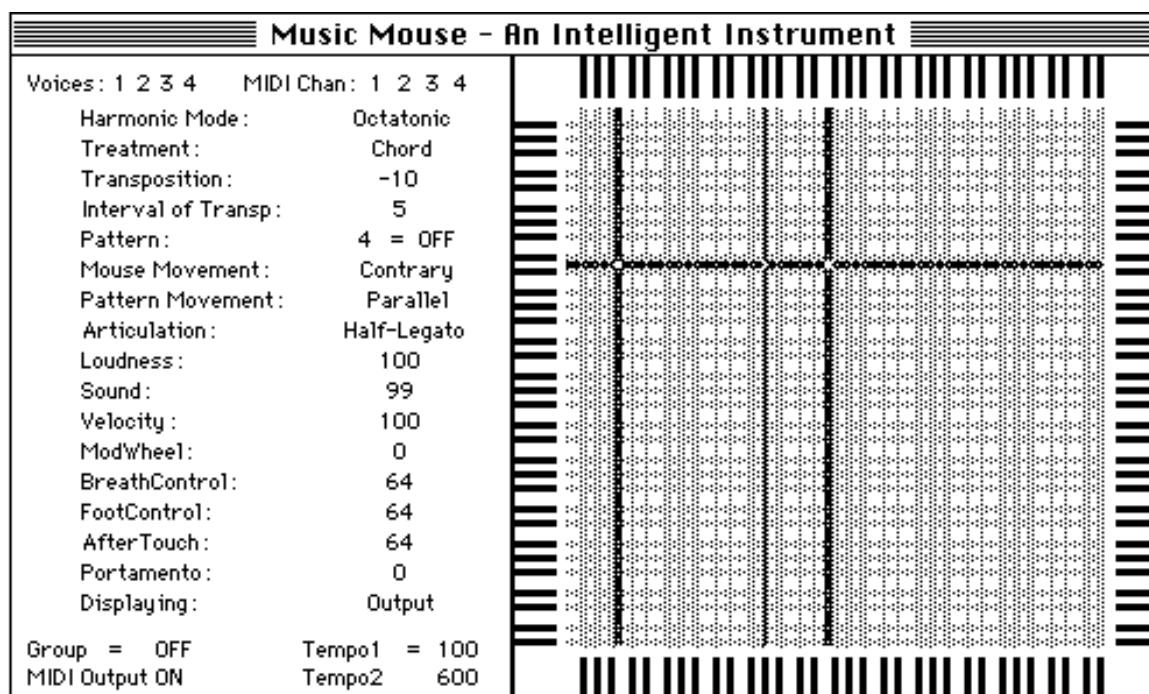 Music Mouse - An Intelligent Instrument
Voices: 1 2 3 4 MIDI Chan: 1 2 3 4
Harmonic Mode: Octatonic
Treatment: Chord
Transposition: -10
Interval of Transp: 5
Pattern: 4 = OFF
Mouse Movement: Contrary
Pattern Movement: Parallel
Articulation: Half-Legato
Loudness: 100
Sound: 99
Velocity: 100
ModWheel: 0
BreathControl: 64
FootControl: 64
AfterTouch: 64
Portamento: 0
Displaying: Output
Group = OFF Tempo1 = 100
MIDI Output ON Tempo2 600